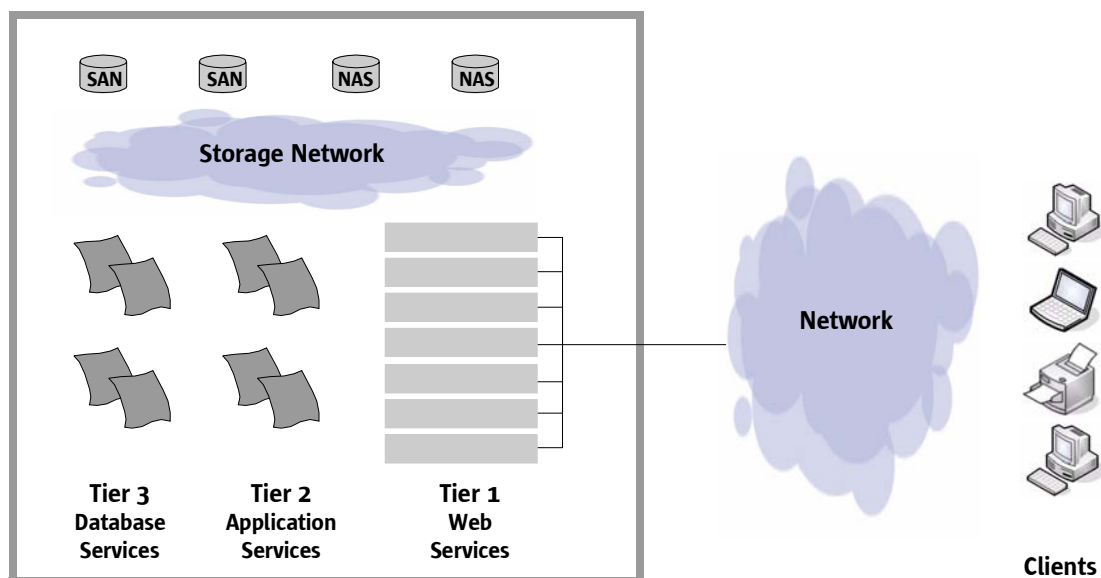 SAN
SAN
NAS
NAS
Storage Network
Network
Tier 3
Database
Services
Tier 2
Application
Services
Tier 1
Web
Services
Clients